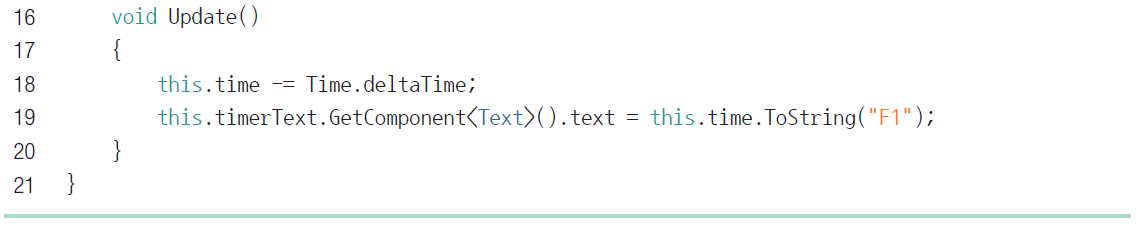 16 void Update()
17 {
18 this.time -= Time.deltaTime;
19 this.timerText.GetComponent<Text>().text = this.time.ToString("F1");
20 }
21 }